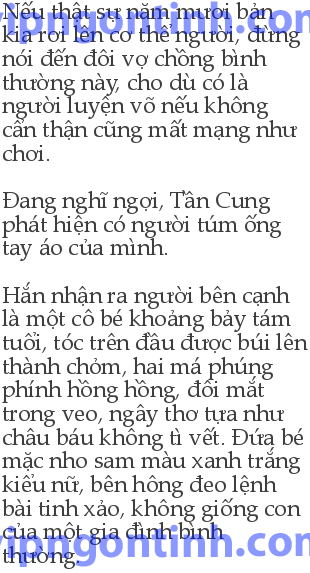 Nếu thật sự năm mươi bản
kia rơi lên cơ thể người, đừng
nói đến đôi vợ chồng bình
thường này, cho dù có là
người luyện võ nếu không
cẩn thận cũng mất mạng như
chơi.
Đang nghĩ ngợi, Tần Cung
phát hiện có người túm ống
tay áo của mình.
Hắn nhận ra người bên cạnh
là một cô bé khoảng bảy tám
tuổi, tóc trên đầu được búi lên
thành chỏm, hai má phúng
phính hồng hồng, đôi mắt
trong veo, ngây thơ tựa như
châu báu không tì vết. Đứa bé
mặc nho sam màu xanh trắng
kiểu nữ, bên hông đeo lệnh
bài tinh xảo, không giống con
của một gia đình bình
thường.
vipngontinh.com
vipngontinh.com